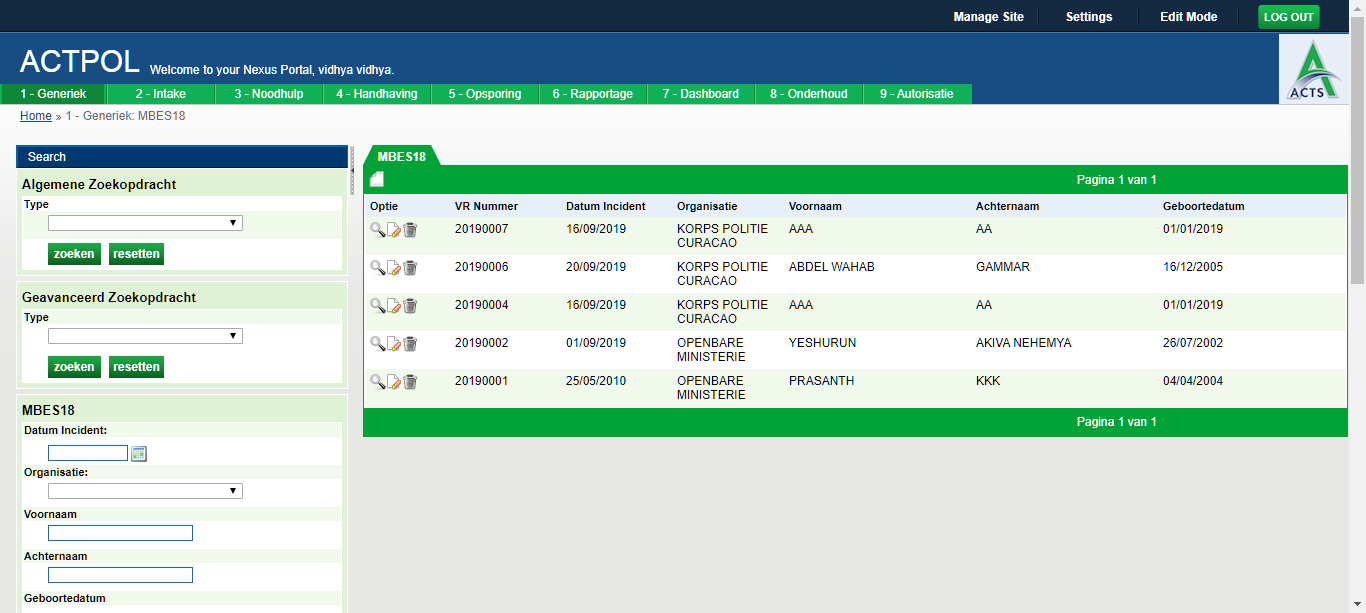 Manage Site Settings Edit Mode LOG OUT
ACTPOL Welcome to your Nexus Portal, vidhya vidhya.
ACTS
1 - Generiek 2 - Intake 3 - Noodhulp 4 - Handhaving 5 - Opsporing 6 - Rapportage 7 - Dashboard 8 - Onderhoud 9 - Autorisatie
Home » 1 - Generiek: MBES18
Search
Algemene Zoekopdracht
Type
zoeken resetten
Geavanceerd Zoekopdracht
Type
zoeken resetten
MBES18
Datum Incident:
Organisatie:
Voornaam
Achternaam
Geboortedatum
MBES18
Pagina 1 van 1
Optie VR Nummer Datum Incident Organisatie Voornaam Achternaam Geboortedatum
20190007 16/09/2019 KORPS POLITIE AAA AA 01/01/2019
CURACAO
20190006 20/09/2019 KORPS POLITIE ABDEL WAHAB GAMMAR 16/12/2005
CURACAO
20190004 16/09/2019 KORPS POLITIE AAA AA 01/01/2019
CURACAO
20190002 01/09/2019 OPENBARE YESHURUN AKIVA NEHEMYA 26/07/2002
MINISTERIE
20190001 25/05/2010 OPENBARE PRASANTH KKK 04/04/2004
MINISTERIE
Pagina 1 van 1